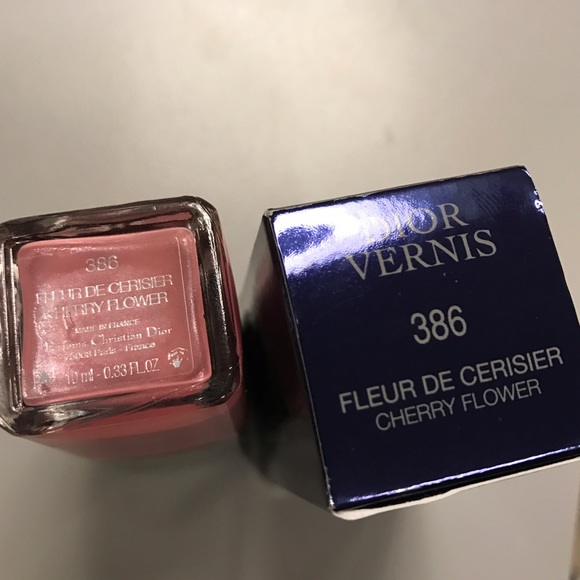 386
FLEUR DE CERISIER
CHERRY FLOWER
MADE IN FRANCE
Parfums Christian Dior
75008 Paris - France
10 ml - 0.33 FL.OZ
DIOR
VERNIS
386
FLEUR DE CERISIER
CHERRY FLOWER